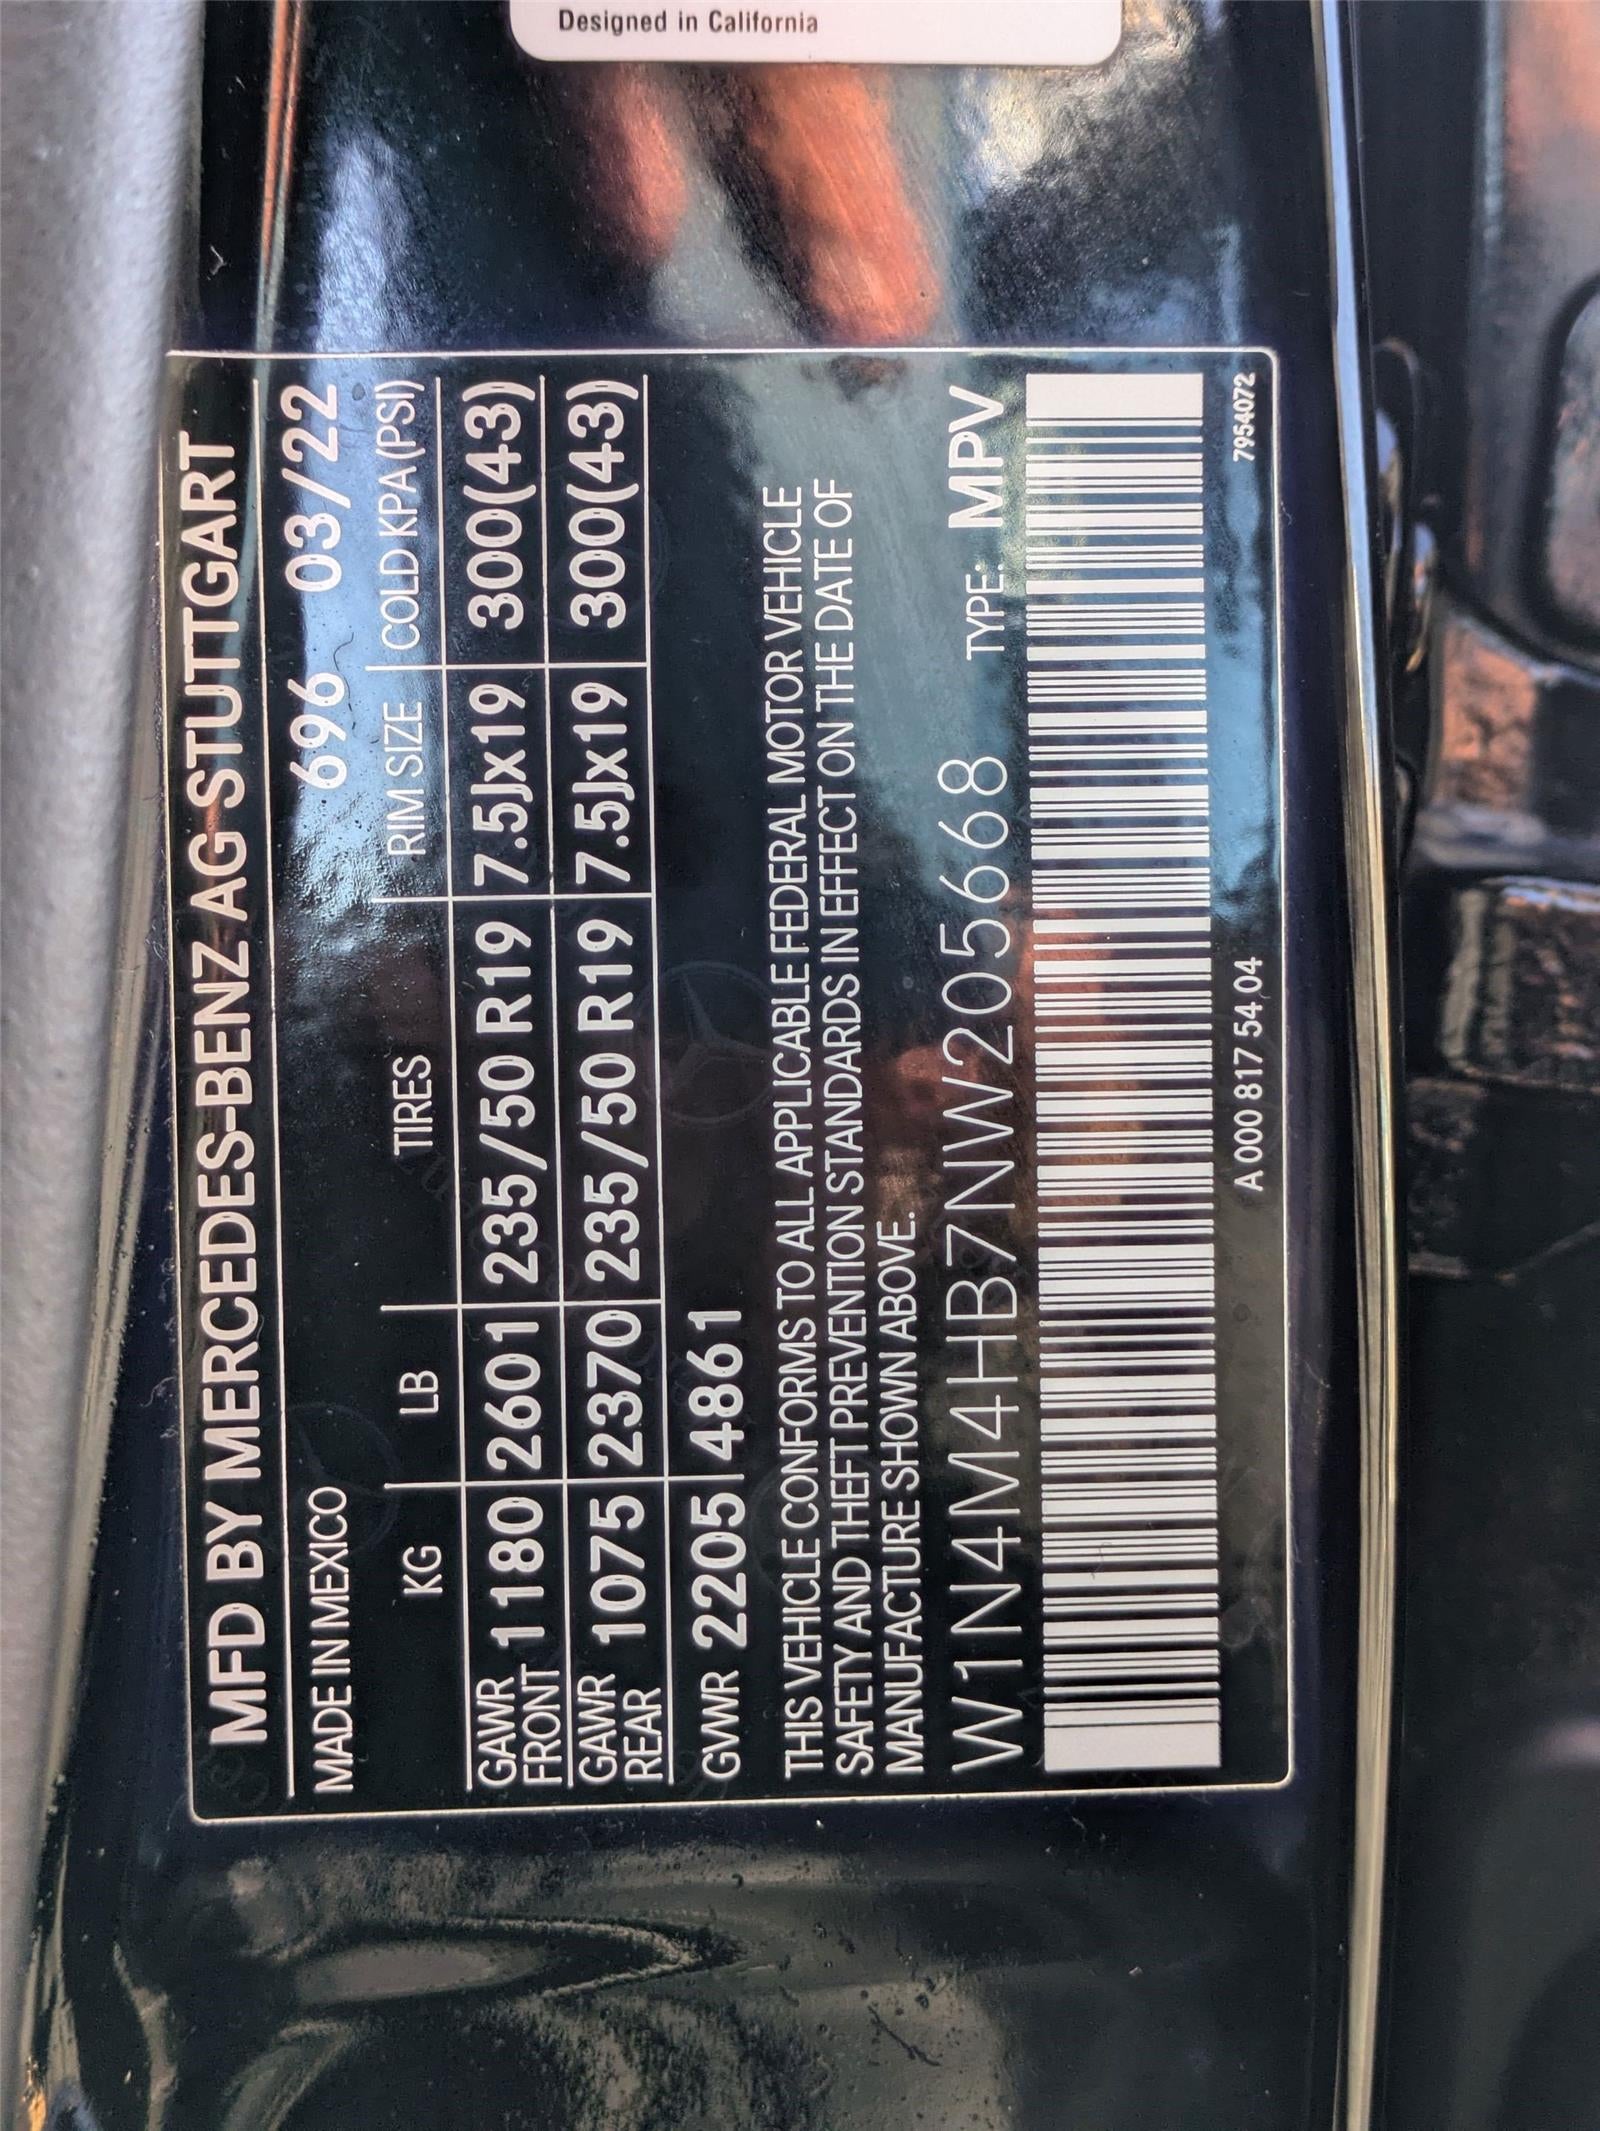 Designed in California
MFD BY MERCEDES-BENZ AG STUTTGART
MADE IN MEXICO 696 03/22
KG LB TIRES RIM SIZE COLD KPA (PSI)
GAWR FRONT 1180 2601 235/50 R19 7.5Jx19 300(43)
GAWR REAR 1075 2370 235/50 R19 7.5Jx19 300(43)
GVWR 2205 4861
THIS VEHICLE CONFORMS TO ALL APPLICABLE FEDERAL MOTOR VEHICLE
SAFETY AND THEFT PREVENTION STANDARDS IN EFFECT ON THE DATE OF
MANUFACTURE SHOWN ABOVE.
W1N4M4HB7NW205668 TYPE: MPV
A 000 817 54 04 7954072